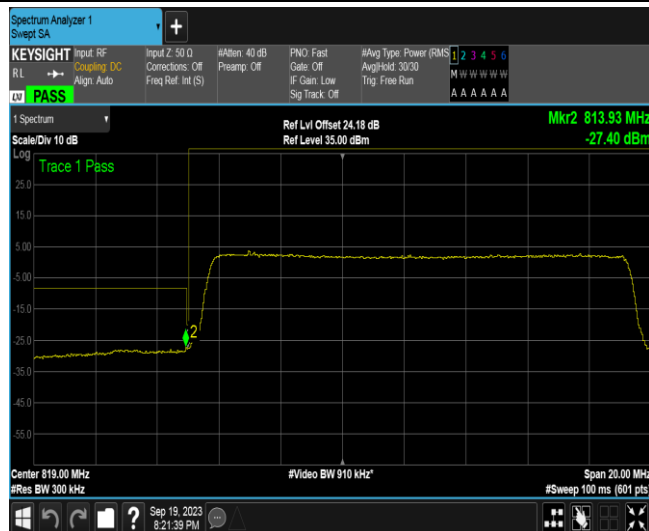 Spectrum Analyzer 1
Swept SA
+
KEYSIGHT
RL
LXI PASS
Input: RF
Coupling: DC
Align: Auto
Input Z: 50 Ω
Corrections: Off
Freq Ref: Int (S)
#Atten: 40 dB
Preamp: Off
PNO: Fast
Gate: Off
IF Gain: Low
Sig Track: Off
#Avg Type: Power (RMS
Avg|Hold: 30/30
Trig: Free Run
1 2 3 4 5 6
M W W W W W
A A A A A A
1 Spectrum
Scale/Div 10 dB
Ref Lvl Offset 24.18 dB
Ref Level 35.00 dBm
Mkr2 813.93 MHz
-27.40 dBm
Log
Trace 1 Pass
25.0
15.0
5.00
-5.00
-15.0
-25.0
-35.0
-45.0
-55.0
2
Center 819.00 MHz
#Res BW 300 kHz
#Video BW 910 kHz*
Span 20.00 MHz
#Sweep 100 ms (601 pts)
?
Sep 19, 2023
8:21:39 PM